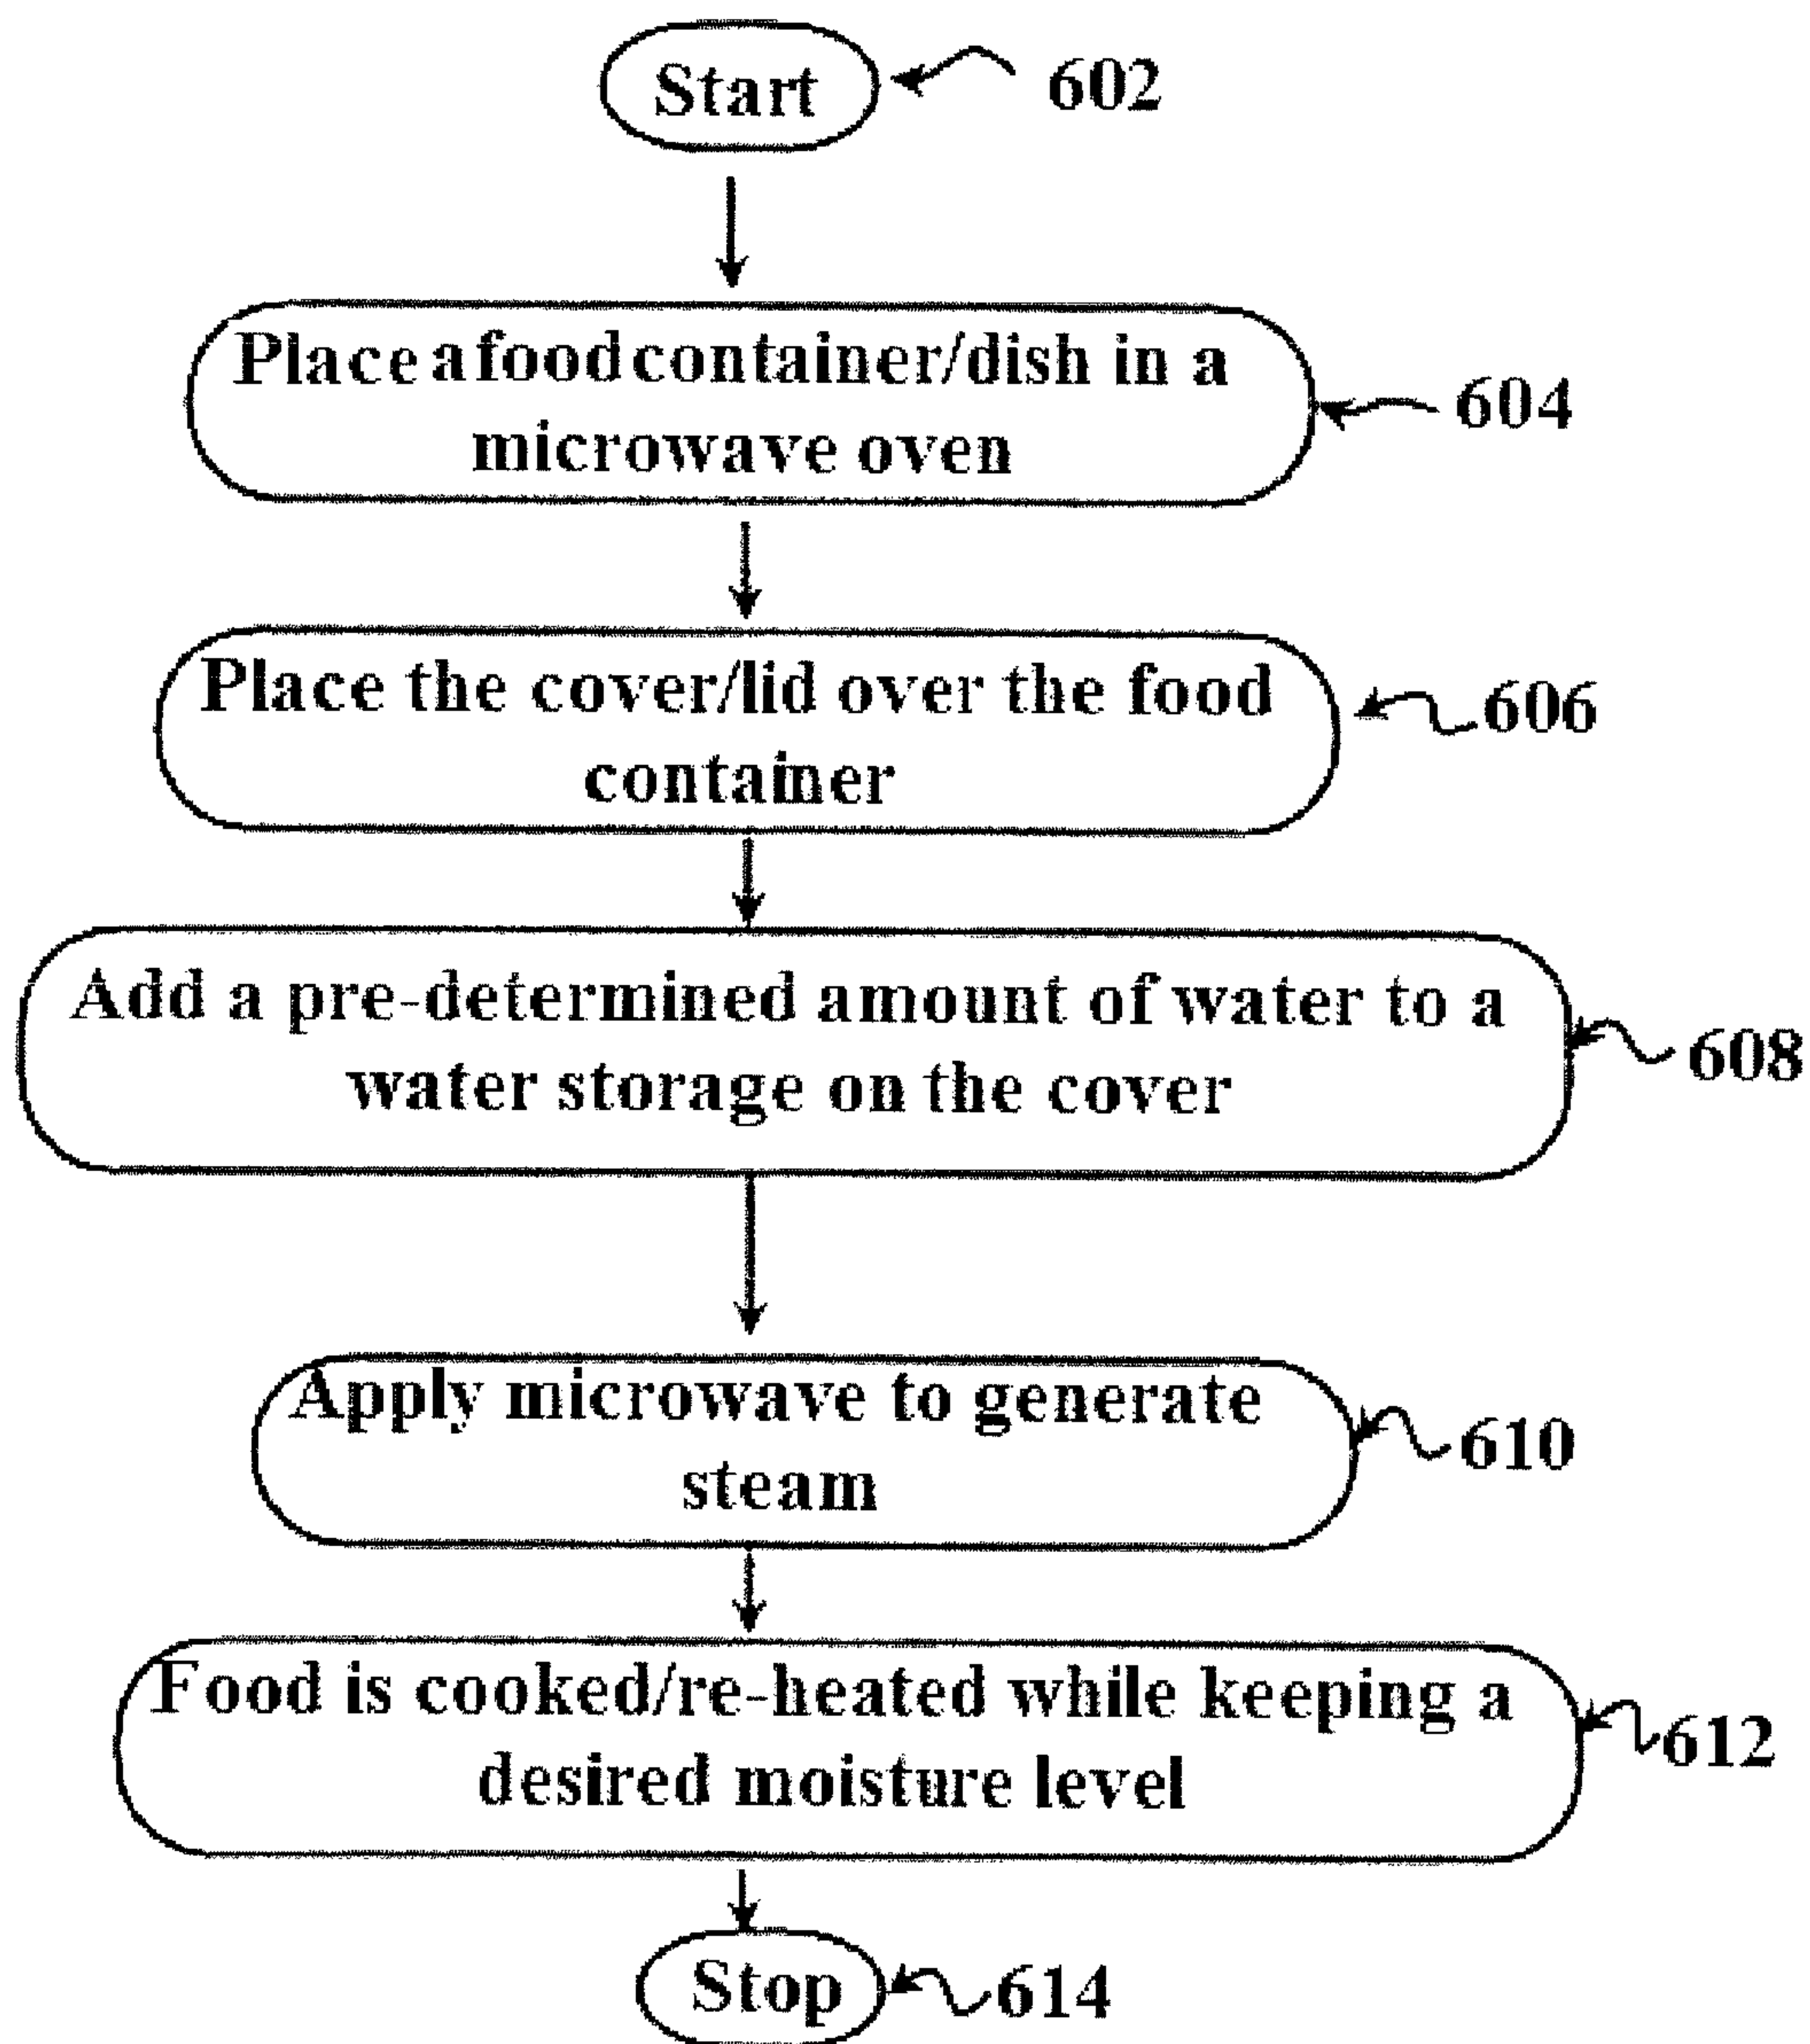 Start
602
Place a food container/dish in a
microwave oven
604
Place the cover/lid over the food
container
606
Add a pre-determined amount of water to a
water storage on the cover
608
Apply microwave to generate
steam
610
Food is cooked/re-heated while keeping a
desired moisture level
612
Stop
614